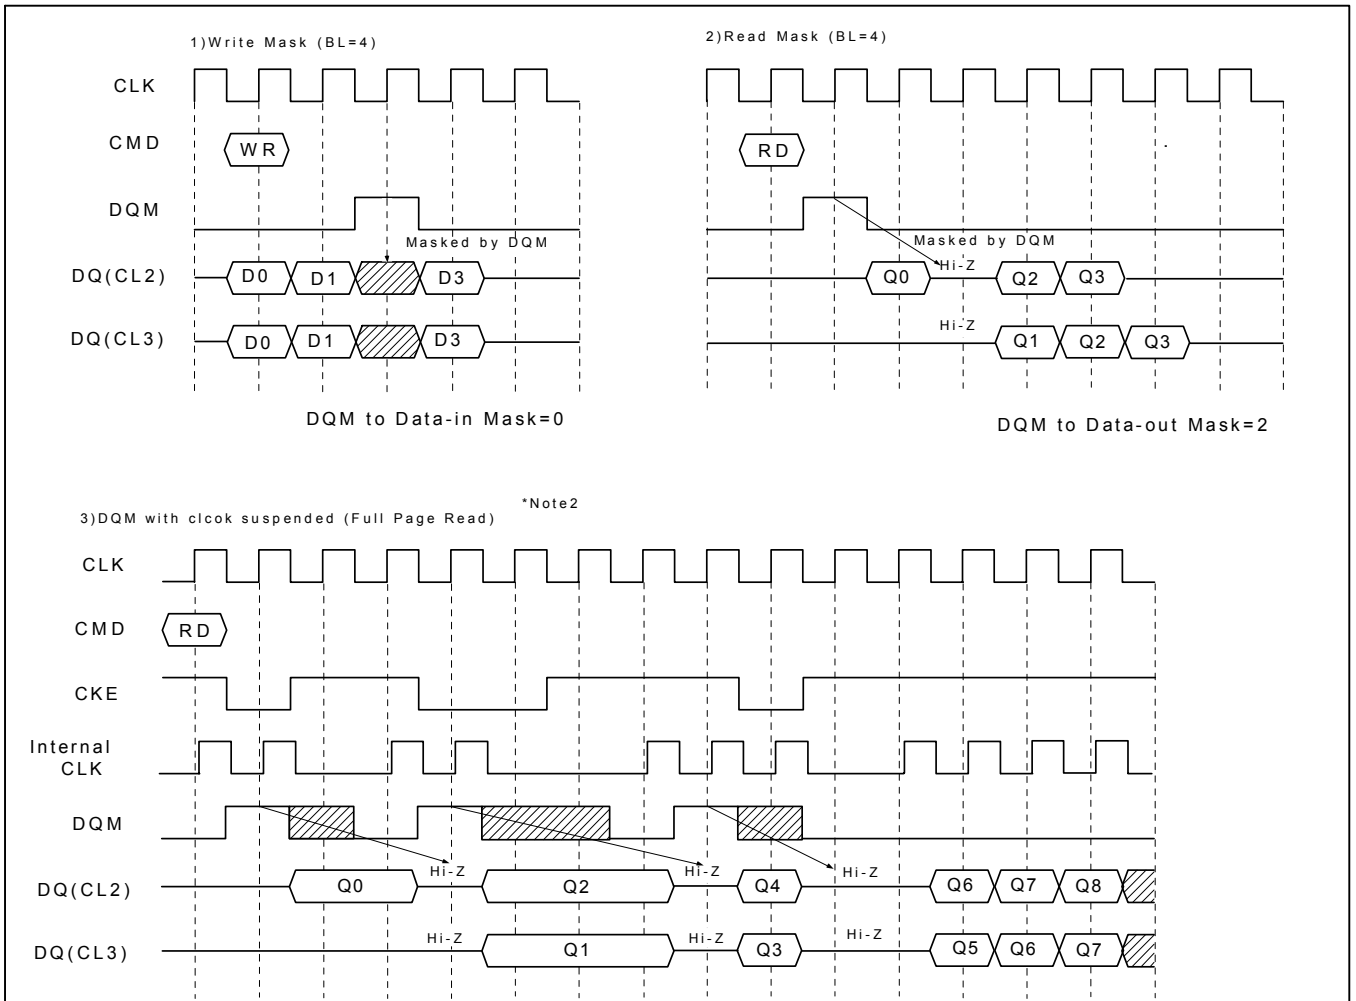 1)Write Mask (BL=4)
2)Read Mask (BL=4)
CLK
CMD
WR
RD
DQM
Masked by DQM
Masked by DQM
DQ(CL2)
D0
D1
D3
Q0
Hi-Z
Q2
Q3
DQ(CL3)
D0
D1
D3
Hi-Z
Q1
Q2
Q3
DQM to Data-in Mask=0
DQM to Data-out Mask=2
3)DQM with clcok suspended (Full Page Read)
*Note2
CLK
CMD
RD
CKE
Internal
CLK
DQM
DQ(CL2)
Q0
Hi-Z
Q2
Hi-Z
Q4
Hi-Z
Q6
Q7
Q8
DQ(CL3)
Hi-Z
Q1
Hi-Z
Q3
Hi-Z
Q5
Q6
Q7